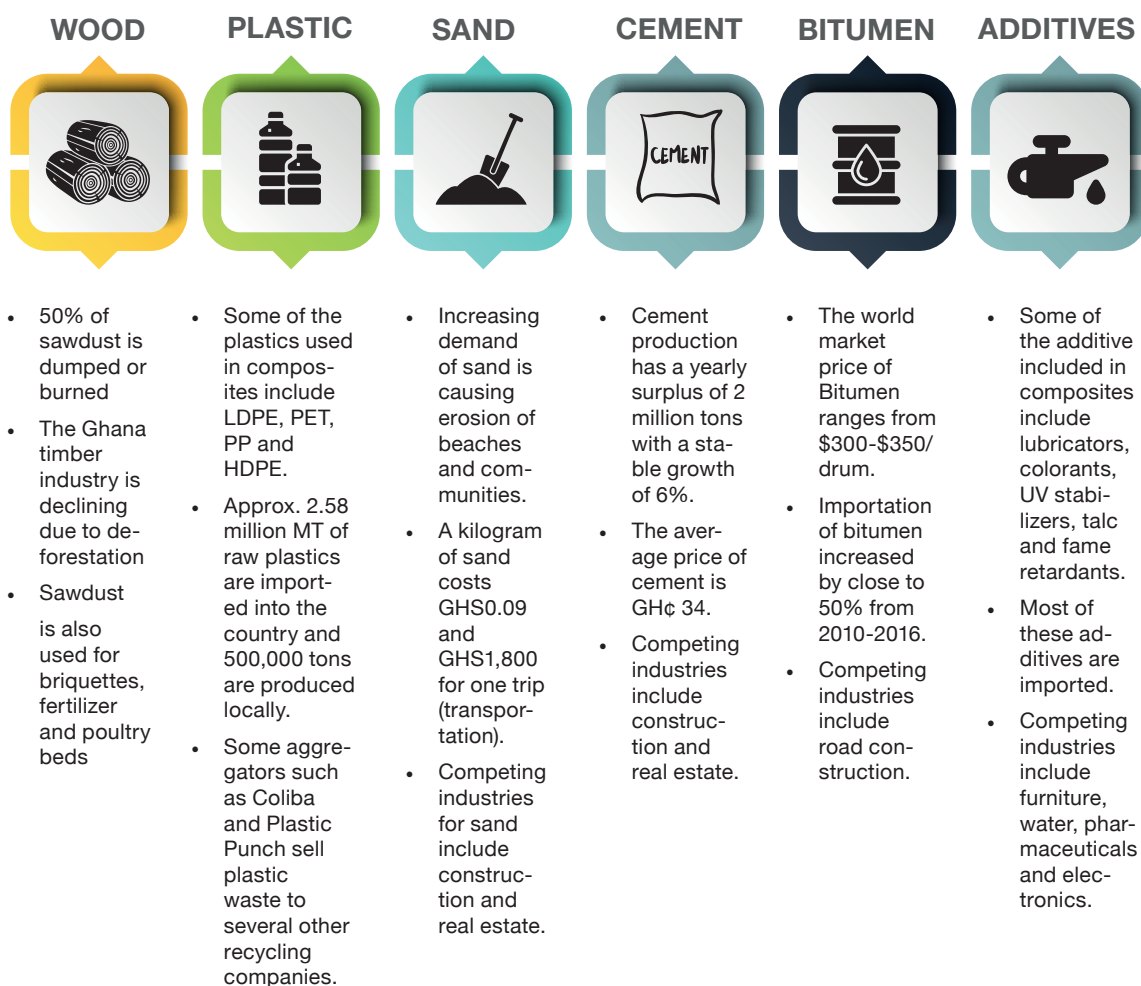 WOOD
50% of
sawdust is
dumped or
burned
The Ghana
timber
industry is
declining
due to de-
forestation
Sawdust
is also
used for
briquettes,
fertilizer
and poultry
beds
PLASTIC
Some of the
plastics used
in compos-
ites include
LDPE, PET,
PP and
HDPE.
Approx. 2.58
million MT of
raw plastics
are import-
ed into the
country and
500,000 tons
are produced
locally.
Some aggre-
gators such
as Coliba
and Plastic
Punch sell
plastic
waste to
several other
recycling
companies.
SAND
Increasing
demand
of sand is
causing
erosion of
beaches
and com-
munities.
A kilogram
of sand
costs
GHS0.09
and
GHS1,800
for one trip
(transpor-
tation).
Competing
industries
for sand
include
construc-
tion and
real estate.
CEMENT
CEMENT
Cement
production
has a yearly
surplus of 2
million tons
with a sta-
ble growth
of 6%.
The aver-
age price of
cement is
GH¢ 34.
Competing
industries
include
construc-
tion and
real estate.
BITUMEN
The world
market
price of
Bitumen
ranges from
$300-$350/
drum.
Importation
of bitumen
increased
by close to
50% from
2010-2016.
Competing
industries
include
road con-
struction.
ADDITIVES
Some of
the additive
included in
composites
include
lubricators,
colorants,
UV stabi-
lizers, talc
and fame
retardants.
Most of
these ad-
ditives are
imported.
Competing
industries
include
furniture,
water, phar-
maceuticals
and elec-
tronics.